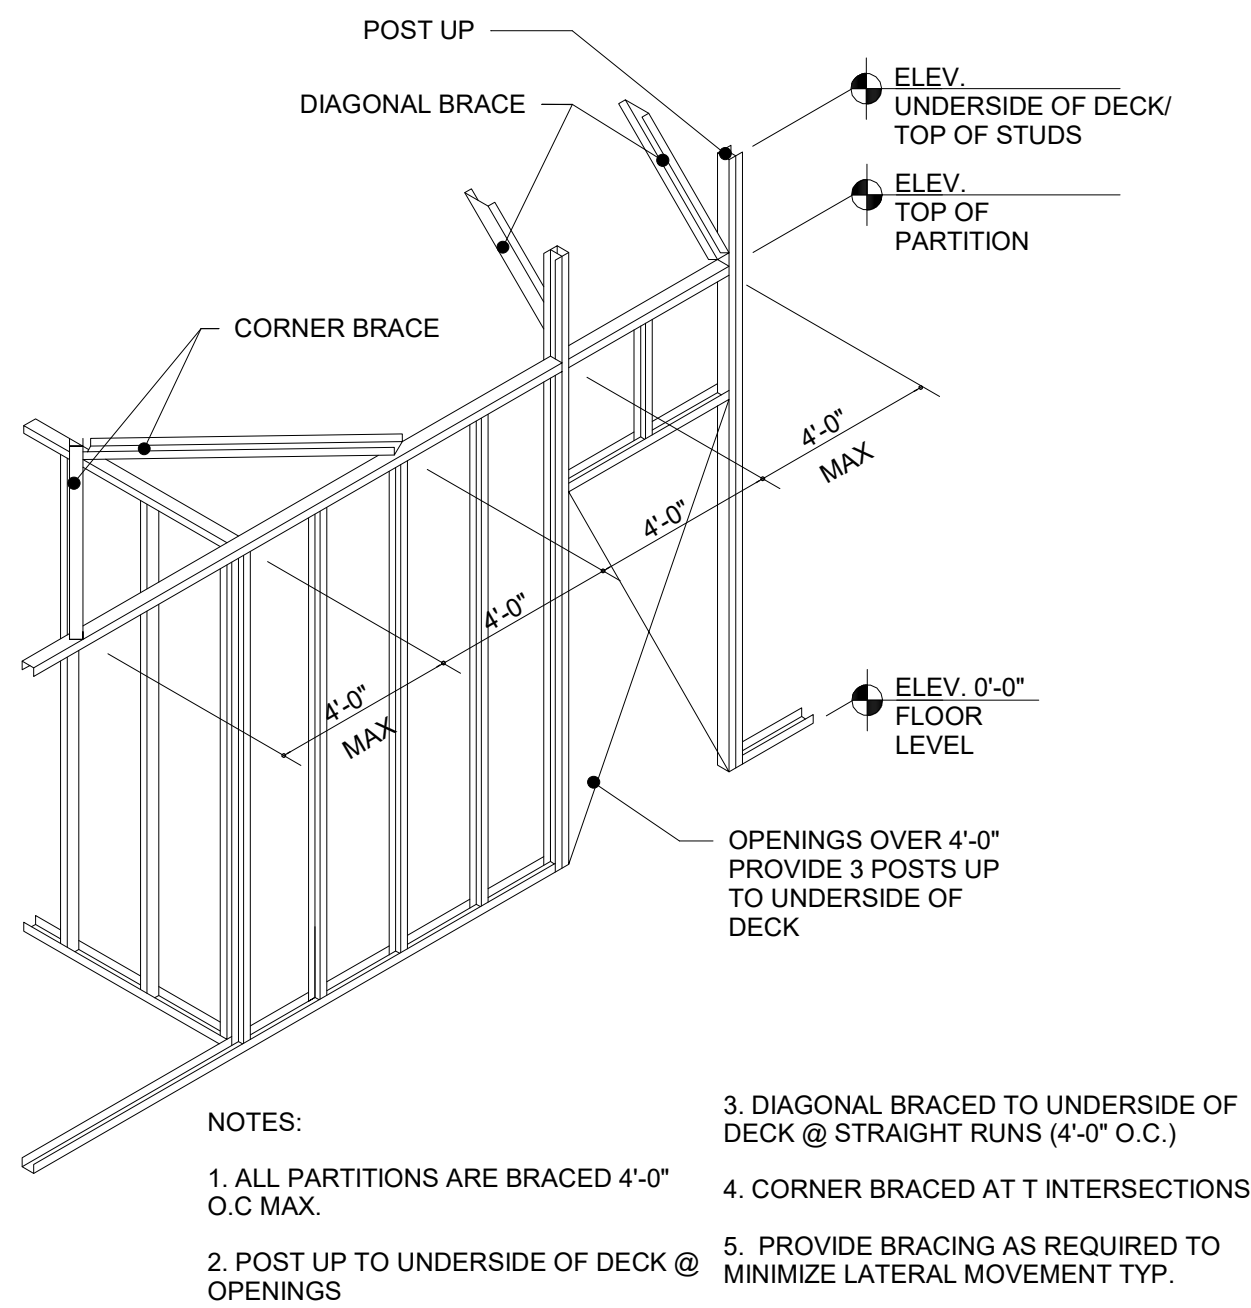 POST UP
DIAGONAL BRACE
ELEV.
UNDERSIDE OF DECK/
TOP OF STUDS
ELEV.
TOP OF
PARTITION
CORNER BRACE
4'-0"
MAX
4'-0"
4'-0"
4'-0"
MAX
ELEV. 0'-0"
FLOOR
LEVEL
OPENINGS OVER 4'-0"
PROVIDE 3 POSTS UP
TO UNDERSIDE OF
DECK
NOTES:
1. ALL PARTITIONS ARE BRACED 4'-0"
O.C MAX.
2. POST UP TO UNDERSIDE OF DECK @
OPENINGS
3. DIAGONAL BRACED TO UNDERSIDE OF
DECK @ STRAIGHT RUNS (4'-0" O.C.)
4. CORNER BRACED AT T INTERSECTIONS
5. PROVIDE BRACING AS REQUIRED TO
MINIMIZE LATERAL MOVEMENT TYP.